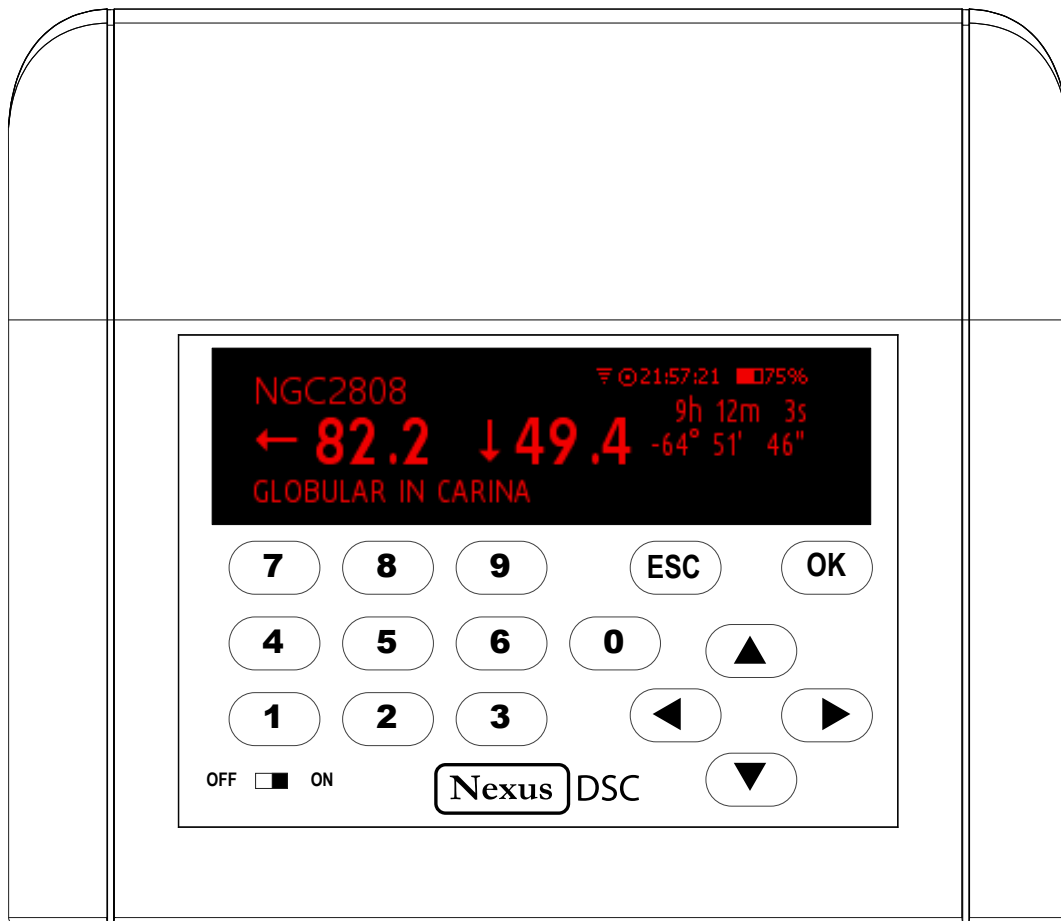 NGC2808
21:57:21 75%
9h 12m 3s
← 82.2 ↓ 49.4
-64° 51' 46"
GLOBULAR IN CARINA
7 8 9 ESC OK
4 5 6 0
1 2 3
OFF ON
Nexus DSC